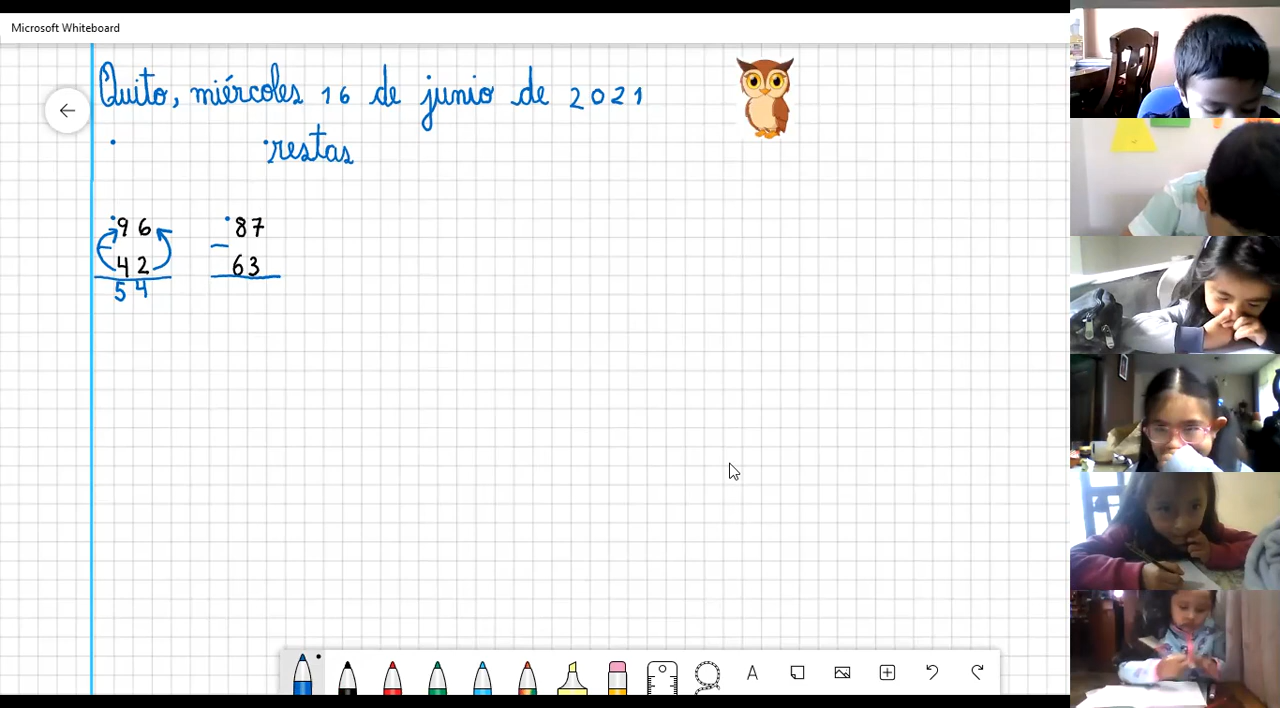 Microsoft Whiteboard
Quito, miércoles 16 de junio de 2021
restas
96 87
– 42 – 63
54
A